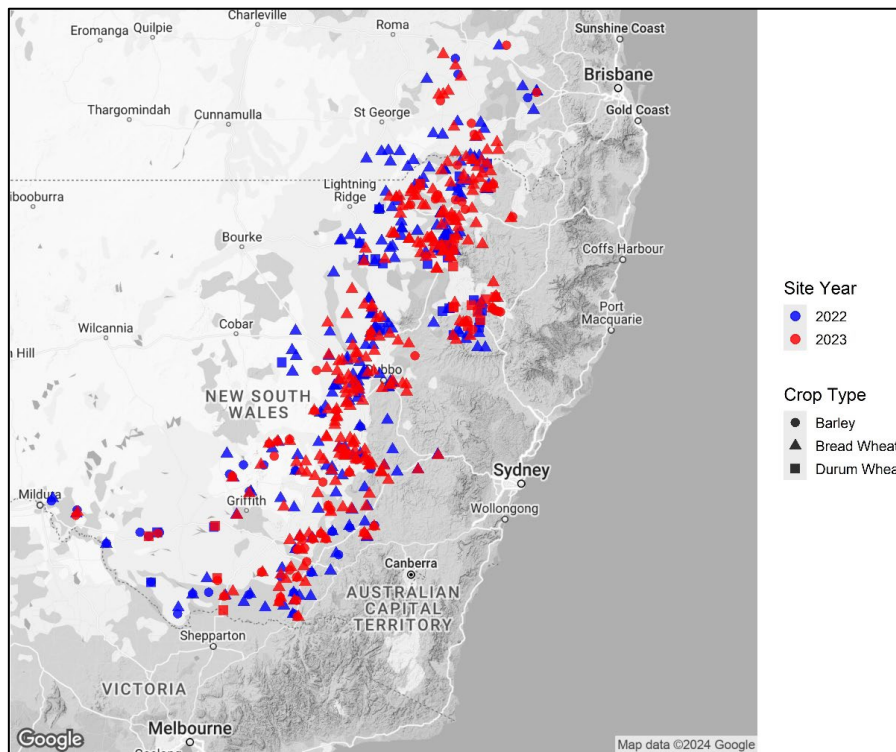 Charleville
Sunshine Coast
Eromanga
Quilpie
Roma
Brisbane
Thargomindah
Cunnamulla
St George
Gold Coast
Lightning
Ridge
ibooburra
Bourke
Coffs Harbour
Port
Macquarie
Wilcannia
Cobar
n Hill
NEW SOUTH
WALES
bbo
Sydney
Mildura
Griffith
Wollongong
Canberra
AUSTRALIAN
CAPITAL
TERRITORY
Shepparton
VICTORIA
Melbourne
Google
Map data ©2024 Google
Site Year
2022
2023
Crop Type
Barley
Bread Wheat
Durum Whea